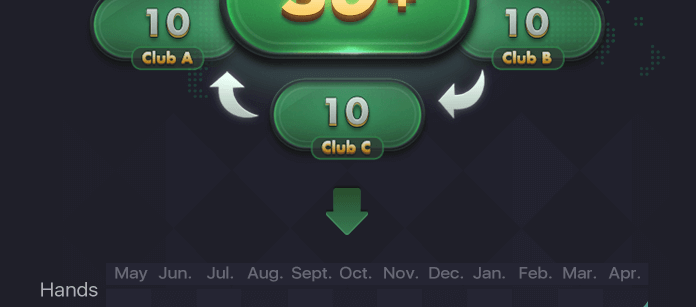 10 30+ 10
Club A Club B
10
Club C
May Jun. Jul. Aug. Sept. Oct. Nov. Dec. Jan. Feb. Mar. Apr.
Hands